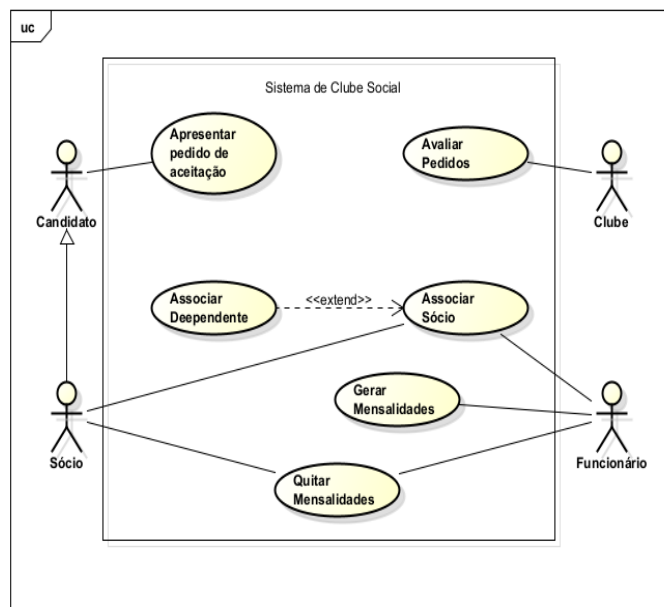 uc
Sistema de Clube Social
Apresentar
pedido de
aceitação
Avaliar
Pedidos
Candidato
Clube
Associar
Deependente
<<extend>>
Associar
Sócio
Gerar
Mensalidades
Sócio
Funcionário
Quitar
Mensalidades